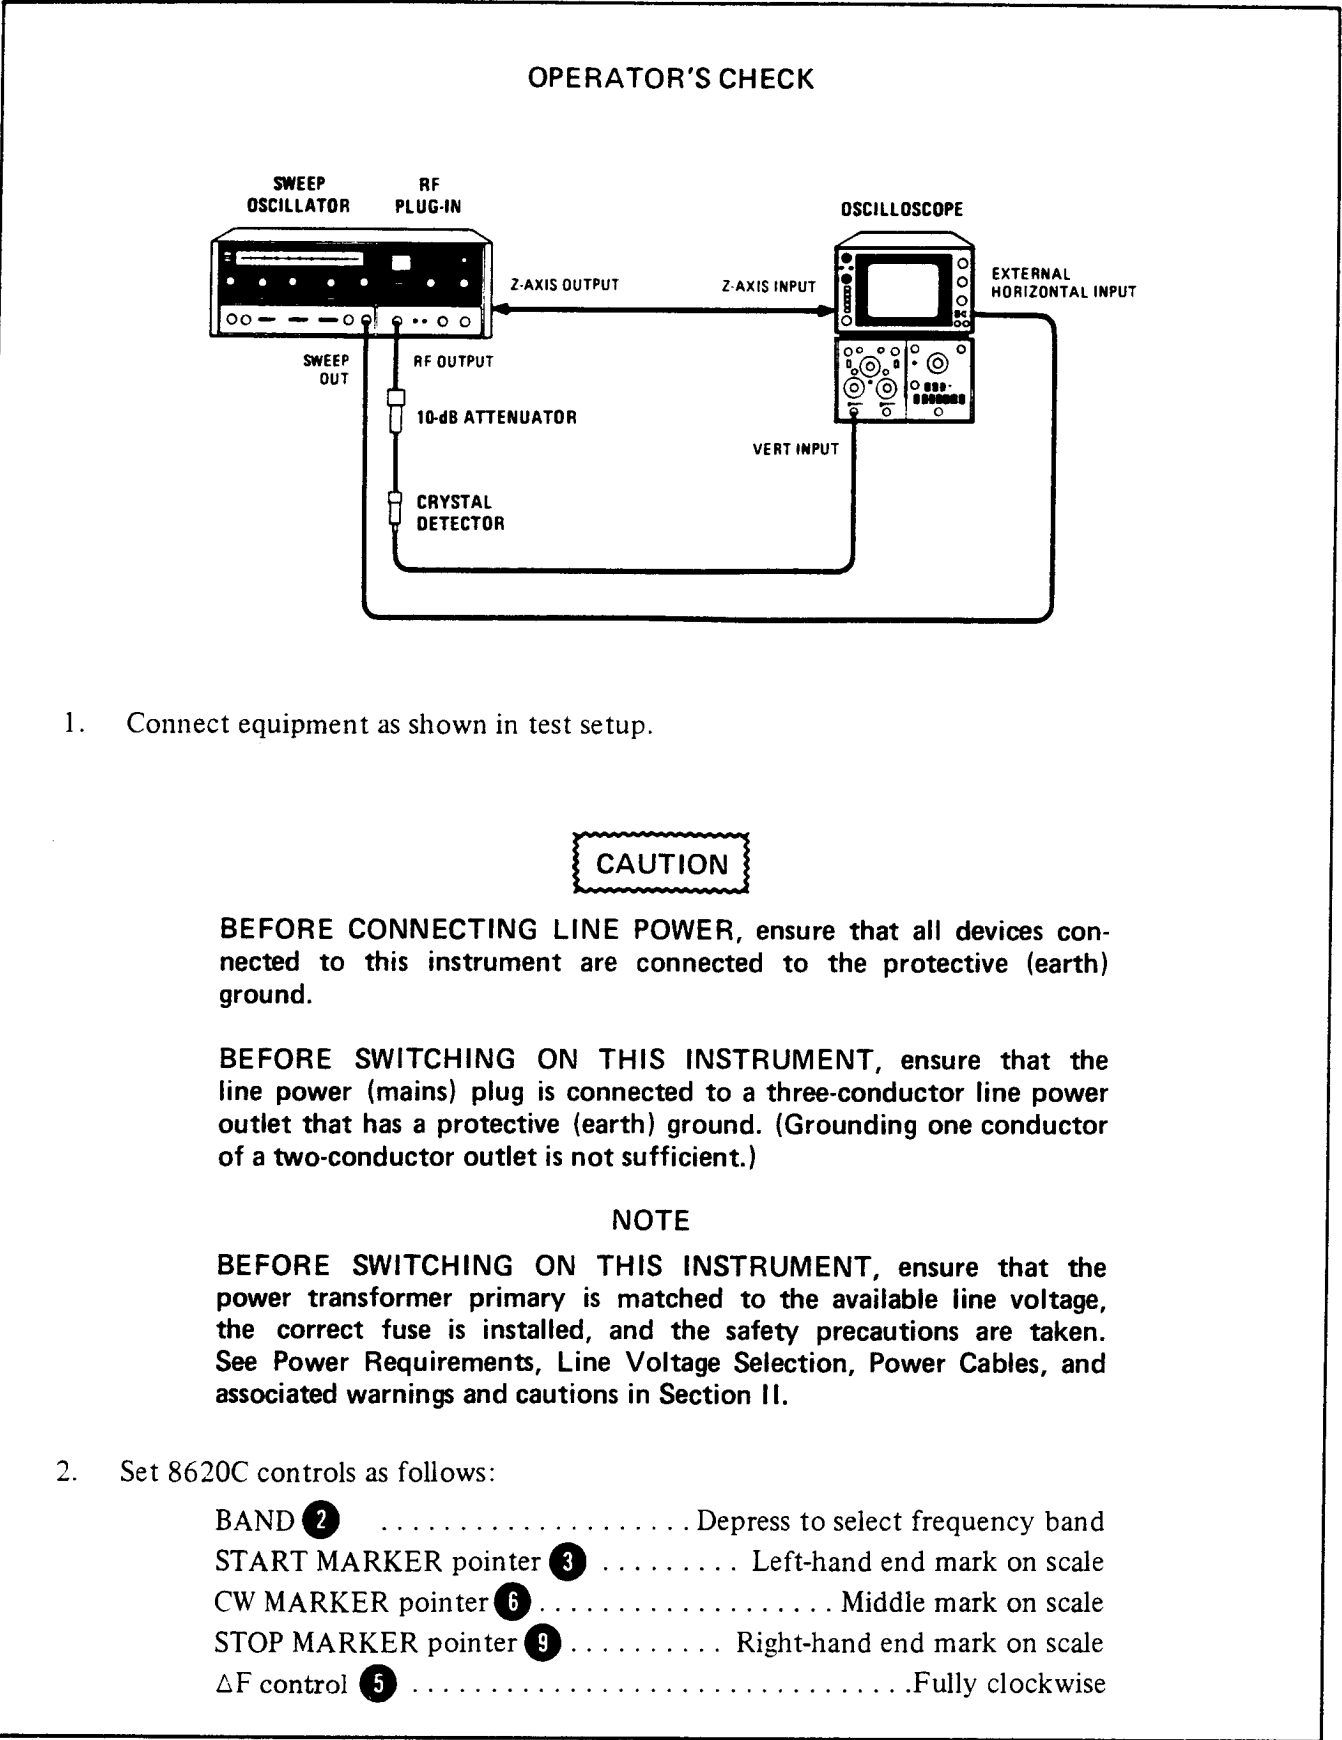 OPERATOR'S CHECK
SWEEP
OSCILLATOR
RF
PLUG-IN
OSCILLOSCOPE
Z-AXIS OUTPUT
Z-AXIS INPUT
EXTERNAL
HORIZONTAL INPUT
SWEEP
OUT
RF OUTPUT
10-dB ATTENUATOR
VERT INPUT
CRYSTAL
DETECTOR
1. Connect equipment as shown in test setup.
CAUTION
BEFORE CONNECTING LINE POWER, ensure that all devices con-
nected to this instrument are connected to the protective (earth)
ground.
BEFORE SWITCHING ON THIS INSTRUMENT, ensure that the
line power (mains) plug is connected to a three-conductor line power
outlet that has a protective (earth) ground. (Grounding one conductor
of a two-conductor outlet is not sufficient.)
NOTE
BEFORE SWITCHING ON THIS INSTRUMENT, ensure that the
power transformer primary is matched to the available line voltage,
the correct fuse is installed, and the safety precautions are taken.
See Power Requirements, Line Voltage Selection, Power Cables, and
associated warnings and cautions in Section II.
2. Set 8620C controls as follows:
BAND 2 .................... Depress to select frequency band
START MARKER pointer 3 ......... Left-hand end mark on scale
CW MARKER pointer 6 ................... Middle mark on scale
STOP MARKER pointer 9 .......... Right-hand end mark on scale
△F control 5 ................................ Fully clockwise